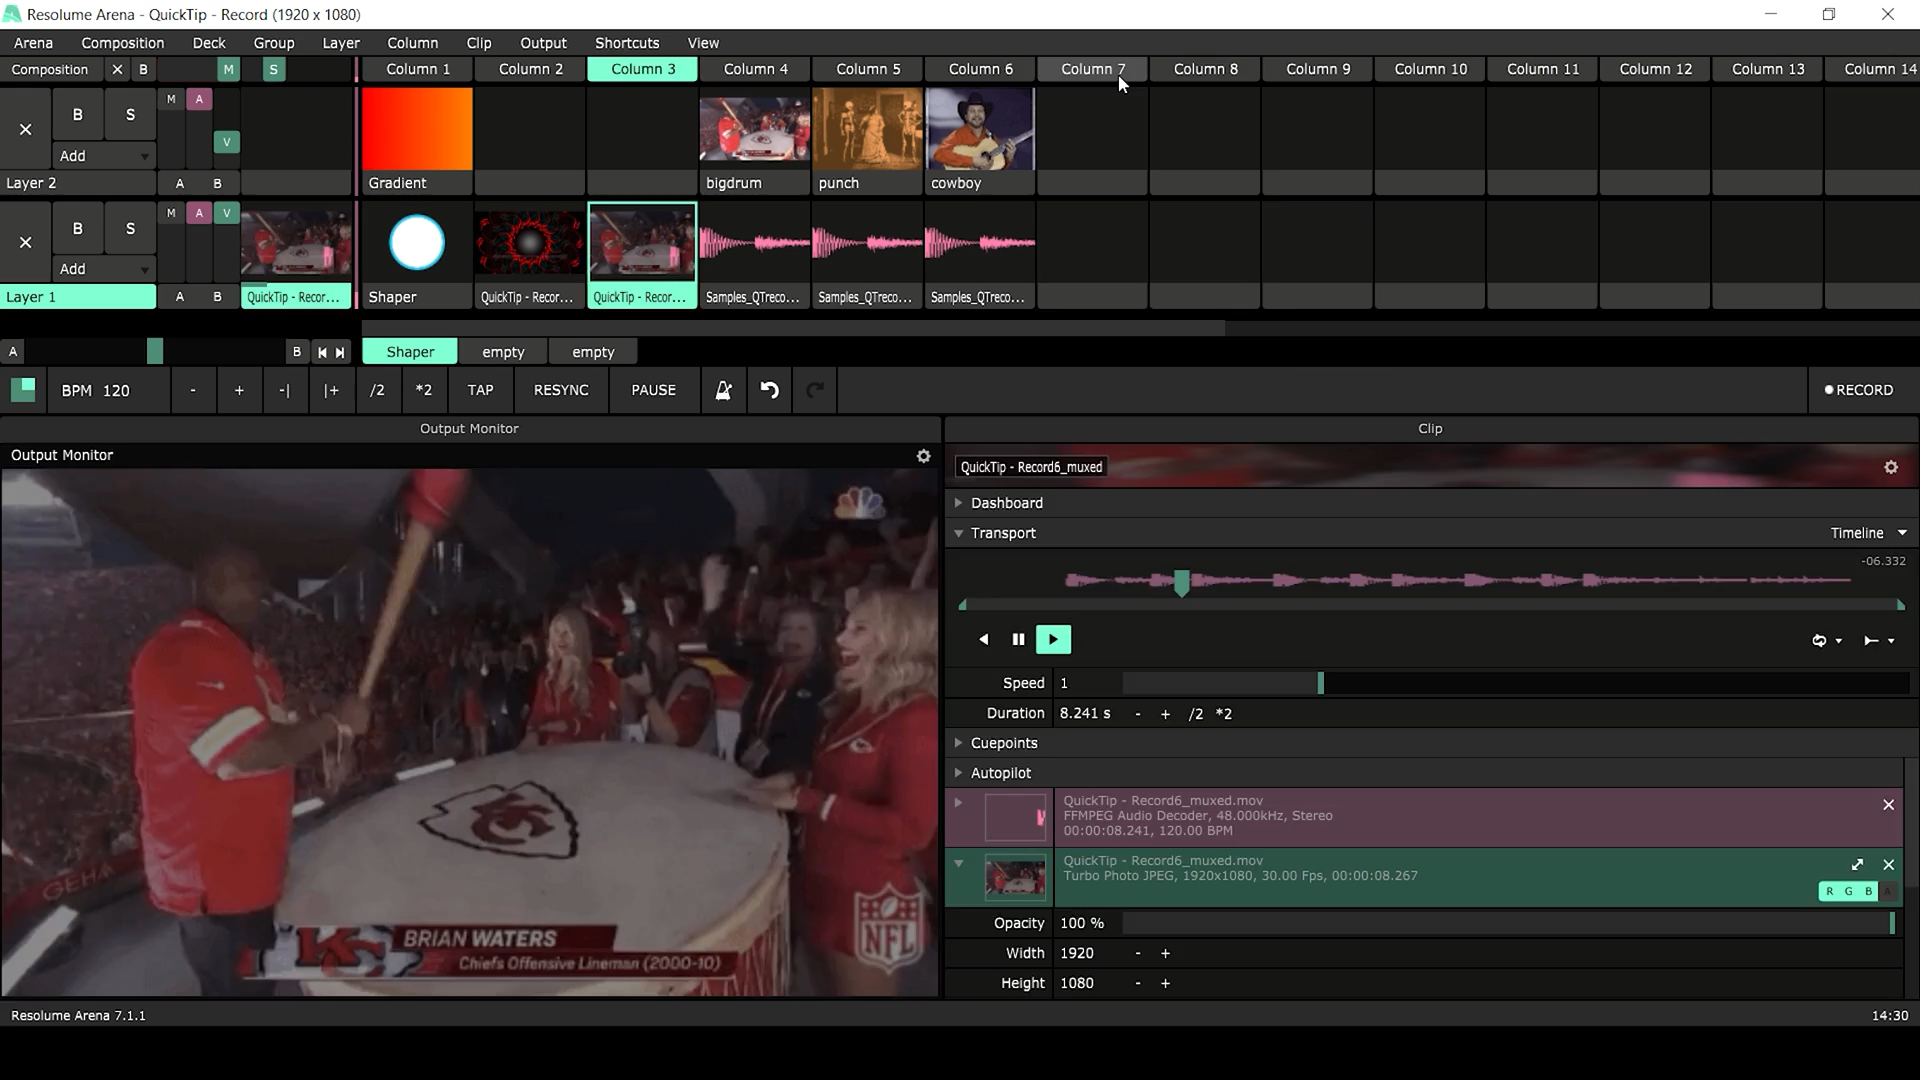 Resolume Arena - QuickTip - Record (1920 x 1080)
Arena Composition Deck Group Layer Column Clip Output Shortcuts View
Composition B M S Column 1 Column 2 Column 3 Column 4 Column 5 Column 6 Column 7 Column 8 Column 9 Column 10 Column 11 Column 12 Column 13 Column 14
B S M A V
Add
Layer 2 A B Gradient bigdrum punch cowboy
B S M A V
Add
Layer 1 A B QuickTip - Recor... Shaper QuickTip - Recor... QuickTip - Recor... Samples_QTreco... Samples_QTreco... Samples_QTreco...
A B Shaper empty empty
BPM 120 - + -| |+ /2 *2 TAP RESYNC PAUSE RECORD
Output Monitor
Output Monitor
GEHA
KC
BRIAN WATERS
Chiefs Offensive Lineman (2000-10)
NFL
Clip
QuickTip - Record6_muxed
Dashboard
Transport Timeline
-06.332
Speed 1
Duration 8.241 s - + /2 *2
Cuepoints
Autopilot
QuickTip - Record6_muxed.mov
FFMPEG Audio Decoder, 48.000kHz, Stereo
00:00:08.241, 120.00 BPM
QuickTip - Record6_muxed.mov
Turbo Photo JPEG, 1920x1080, 30.00 Fps, 00:00:08.267
R G B A
Opacity 100 %
Width 1920 - +
Height 1080 - +
Resolume Arena 7.1.1 14:30